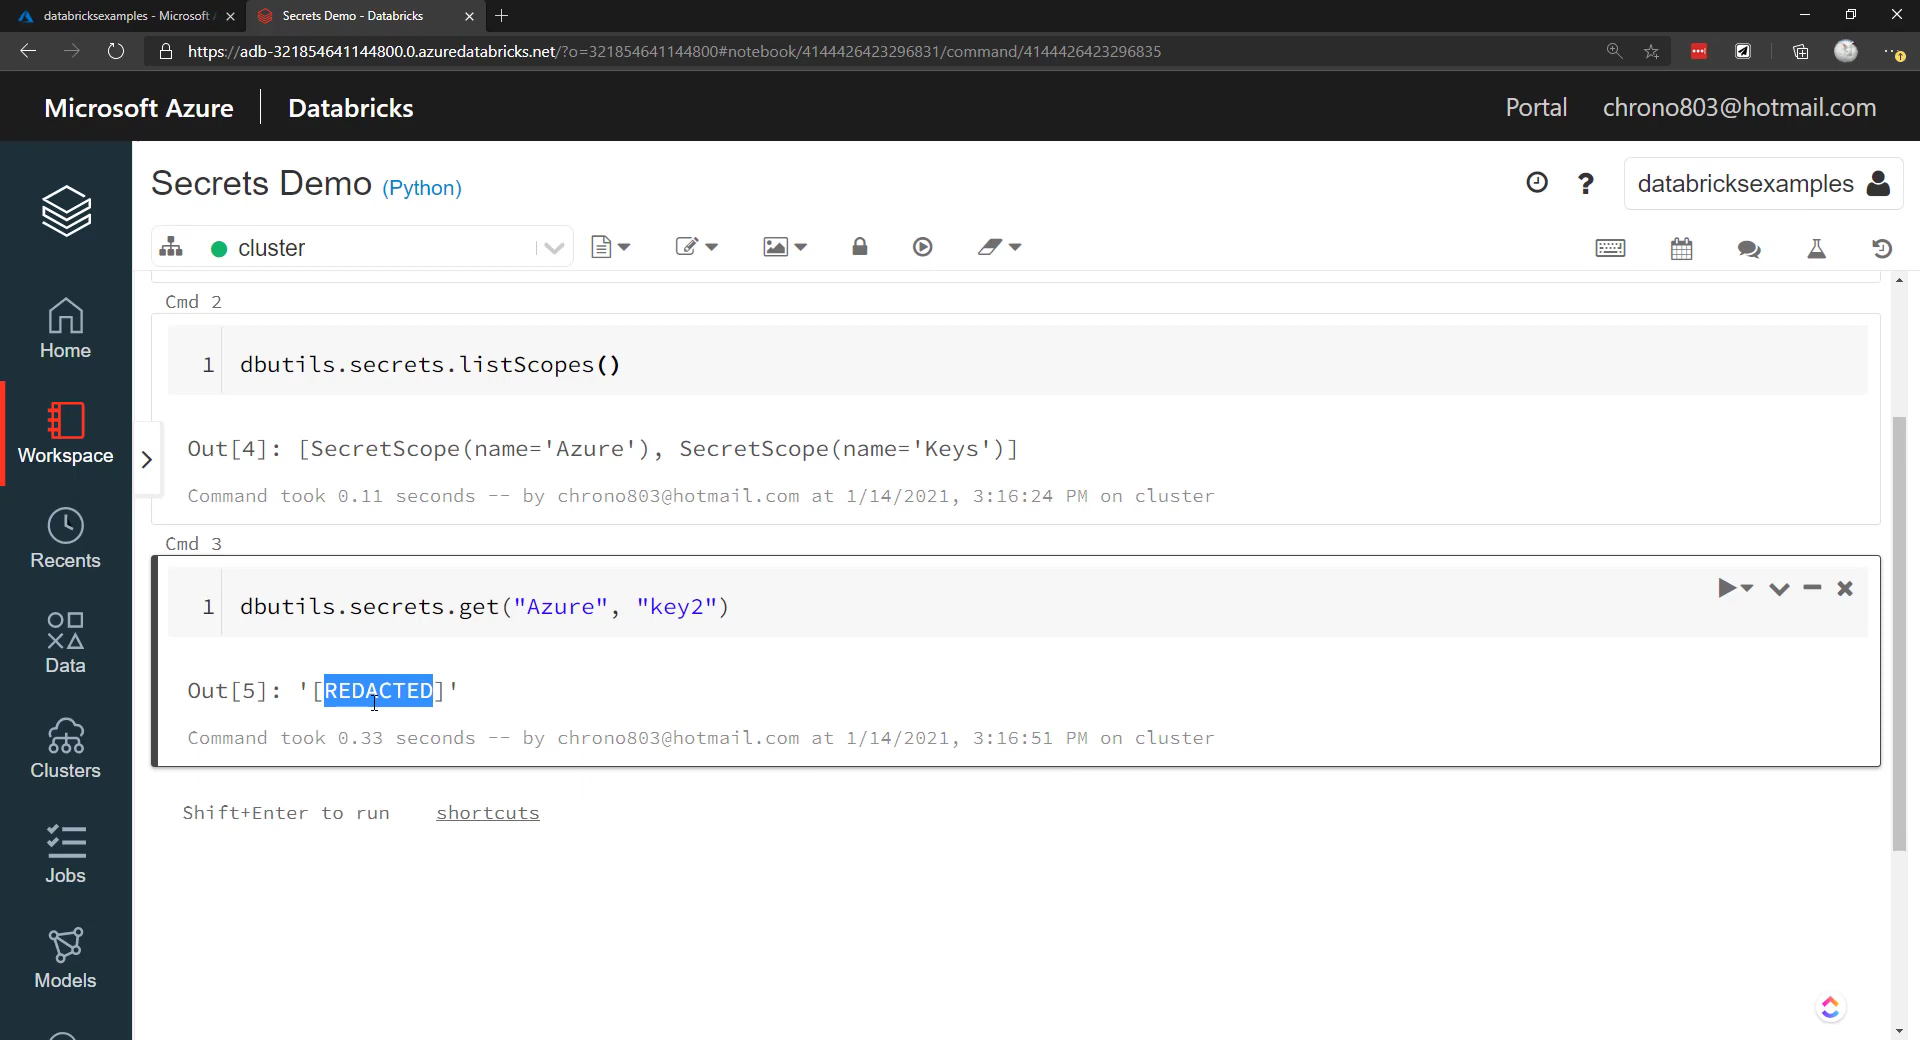 databricksexamples - Microsoft
Secrets Demo - Databricks
https://adb-321854641144800.0.azuredatabricks.net/?o=321854641144800#notebook/4144426423296831/command/4144426423296835
Microsoft Azure | Databricks
Portal chrono803@hotmail.com
Secrets Demo (Python)
databricksexamples
cluster
Home
Workspace
Recents
Data
Clusters
Jobs
Models
Cmd 2
1 dbutils.secrets.listScopes()
Out[4]: [SecretScope(name='Azure'), SecretScope(name='Keys')]
Command took 0.11 seconds -- by chrono803@hotmail.com at 1/14/2021, 3:16:24 PM on cluster
Cmd 3
1 dbutils.secrets.get("Azure", "key2")
Out[5]: '[REDACTED]'
Command took 0.33 seconds -- by chrono803@hotmail.com at 1/14/2021, 3:16:51 PM on cluster
Shift+Enter to run shortcuts